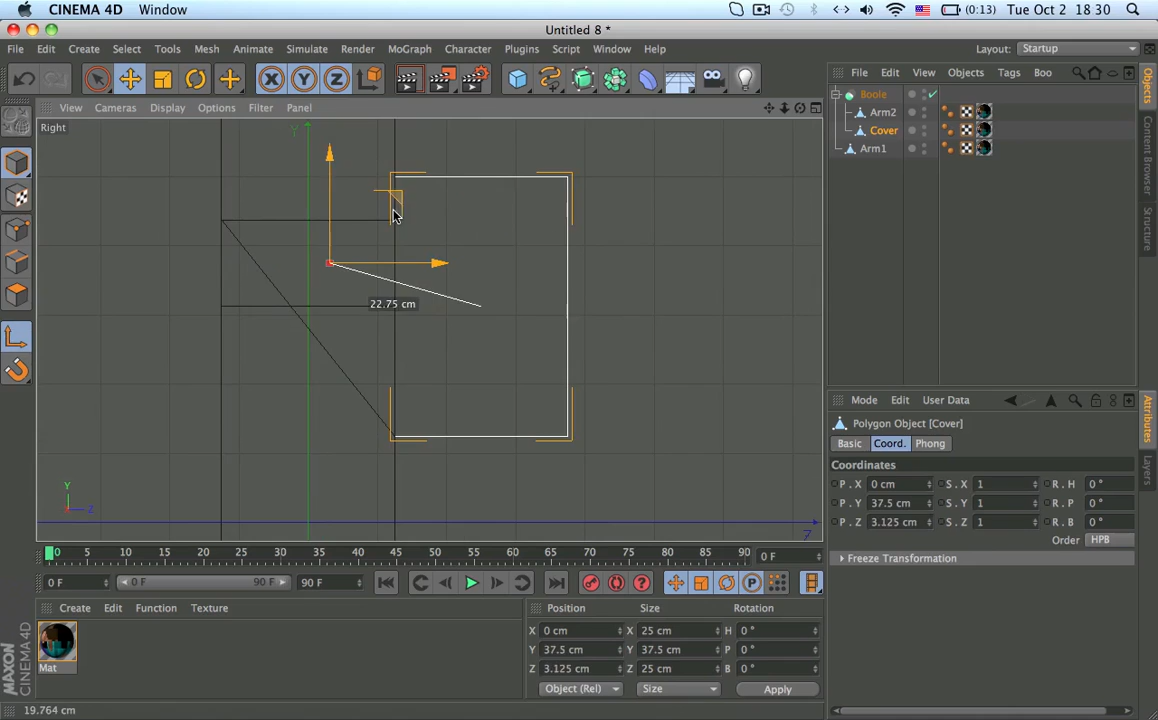 CINEMA 4D Window (0:13) Tue Oct 2 18:30
Untitled 8 *
File Edit Create Select Tools Mesh Animate Simulate Render MoGraph Character Plugins Script Window Help Layout: Startup
X Y Z
File Edit View Objects Tags Boo
View Cameras Display Options Filter Panel
Right
Y
Boole
Arm2
Cover
Arm1
22.75 cm
Y
Z
Z
Objects
Content Browser
Structure
Attributes
Layers
Mode Edit User Data
Polygon Object [Cover]
Basic Coord. Phong
Coordinates
P . X 0 cm S . X 1 R . H 0 °
P . Y 37.5 cm S . Y 1 R . P 0 °
P . Z 3.125 cm S . Z 1 R . B 0 °
Order HPB
Freeze Transformation
0 5 10 15 20 25 30 35 40 45 50 55 60 65 70 75 80 85 90 0 F
0 F 0 F 90 F 90 F P
Create Edit Function Texture
Mat
Position Size Rotation
X 0 cm X 25 cm H 0 °
Y 37.5 cm Y 37.5 cm P 0 °
Z 3.125 cm Z 25 cm B 0 °
Object (Rel) Size Apply
MAXON
CINEMA 4D
19.764 cm